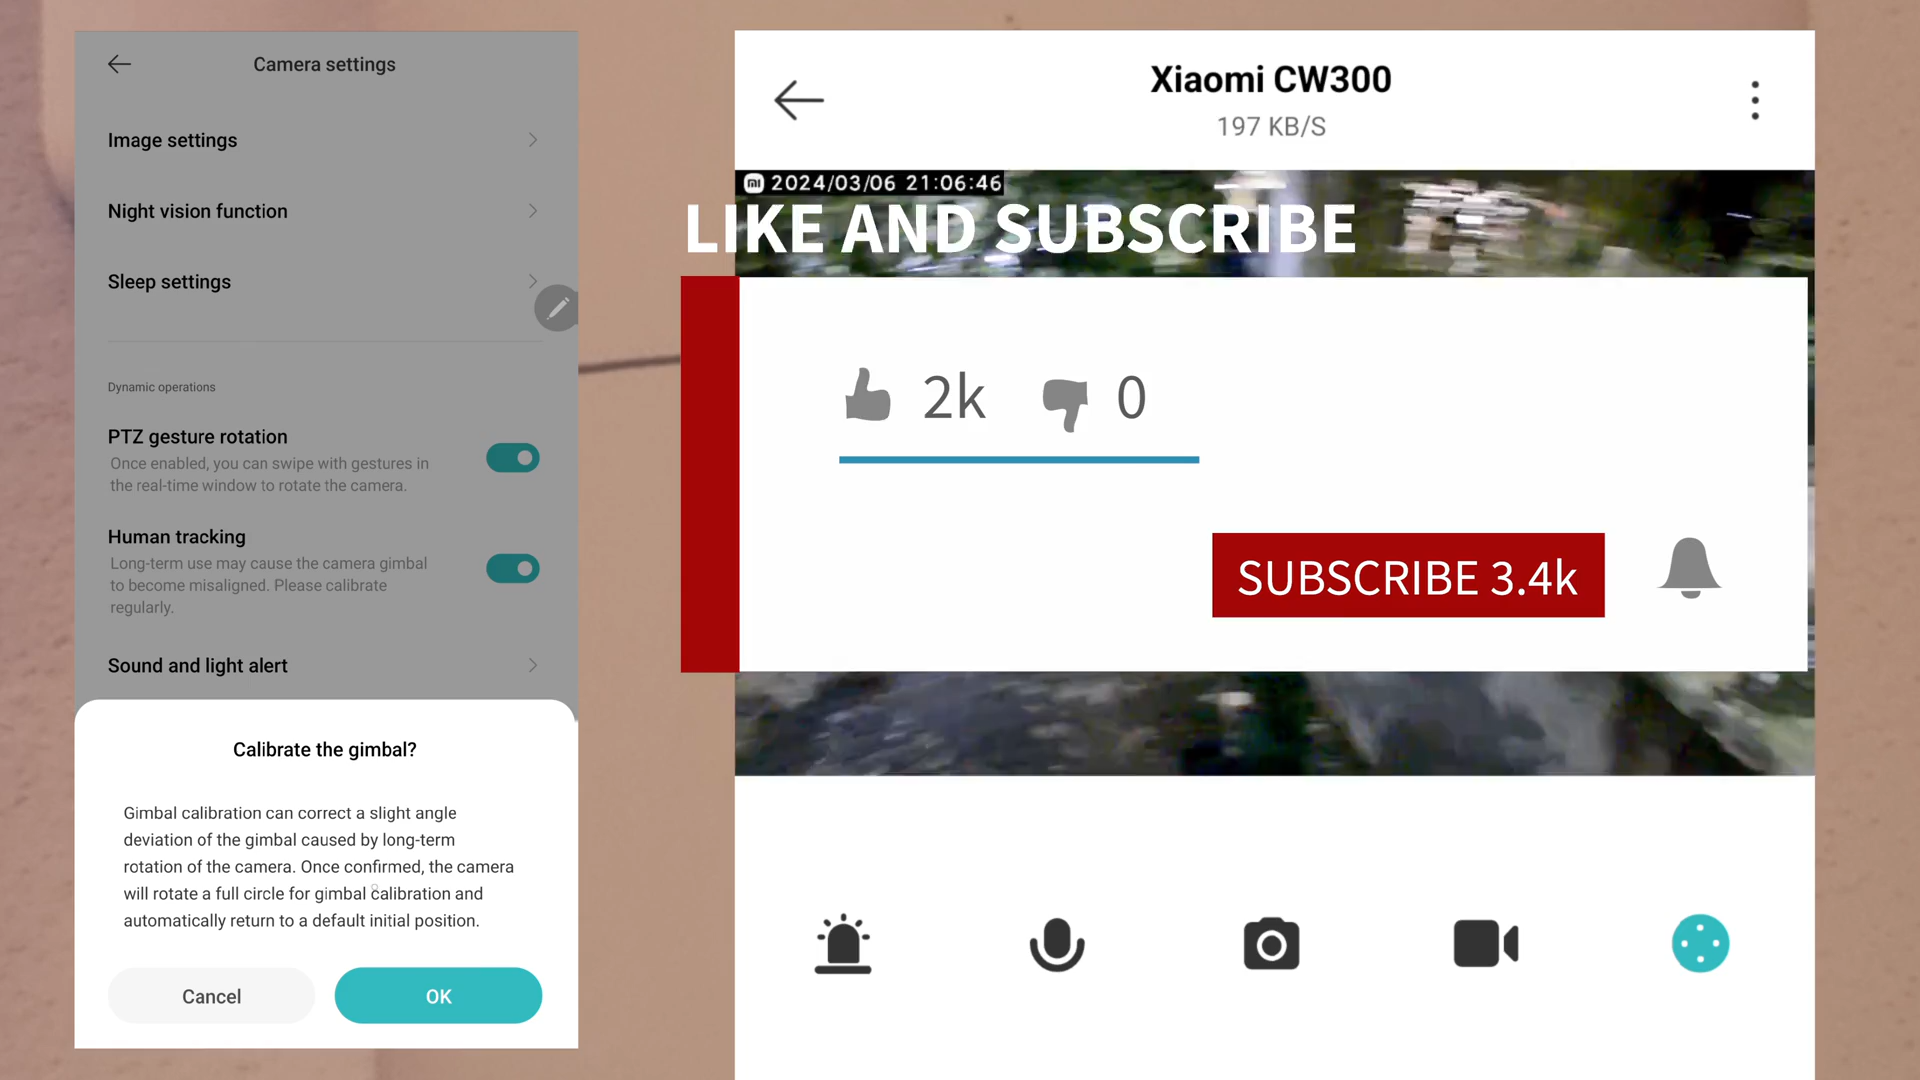 Camera settings
Image settings
Night vision function
Sleep settings
Dynamic operations
PTZ gesture rotation
Once enabled, you can swipe with gestures in
the real-time window to rotate the camera.
Human tracking
Long-term use may cause the camera gimbal
to become misaligned. Please calibrate
regularly.
Sound and light alert
Calibrate the gimbal?
Gimbal calibration can correct a slight angle
deviation of the gimbal caused by long-term
rotation of the camera. Once confirmed, the camera
will rotate a full circle for gimbal calibration and
automatically return to a default initial position.
Cancel
OK
Xiaomi CW300
197 KB/S
mi 2024/03/06 21:06:46
LIKE AND SUBSCRIBE
2k 0
SUBSCRIBE 3.4k